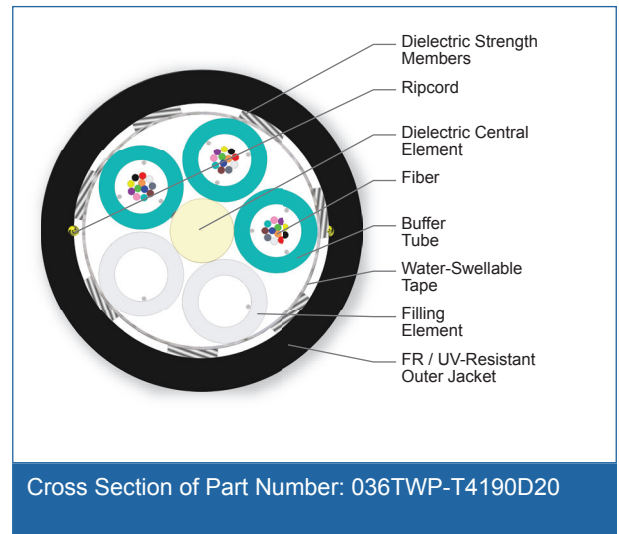 Dielectric Strength
Members
Ripcord
Dielectric Central
Element
Fiber
Buffer
Tube
Water-Swellable
Tape
Filling
Element
FR / UV-Resistant
Outer Jacket
Cross Section of Part Number: 036TWP-T4190D20